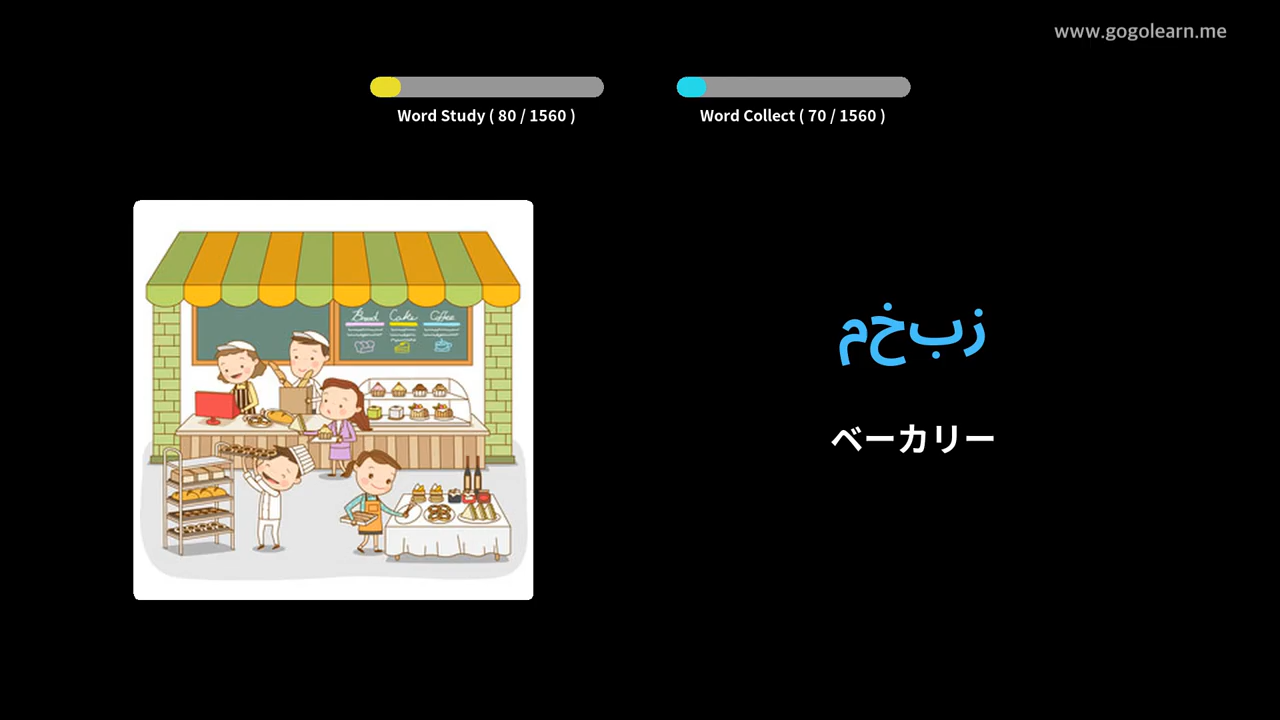 www.gogolearn.me
Word Study ( 80 / 1560 )
Word Collect ( 70 / 1560 )
Bread Cake Coffee
مخبز
ベーカリー